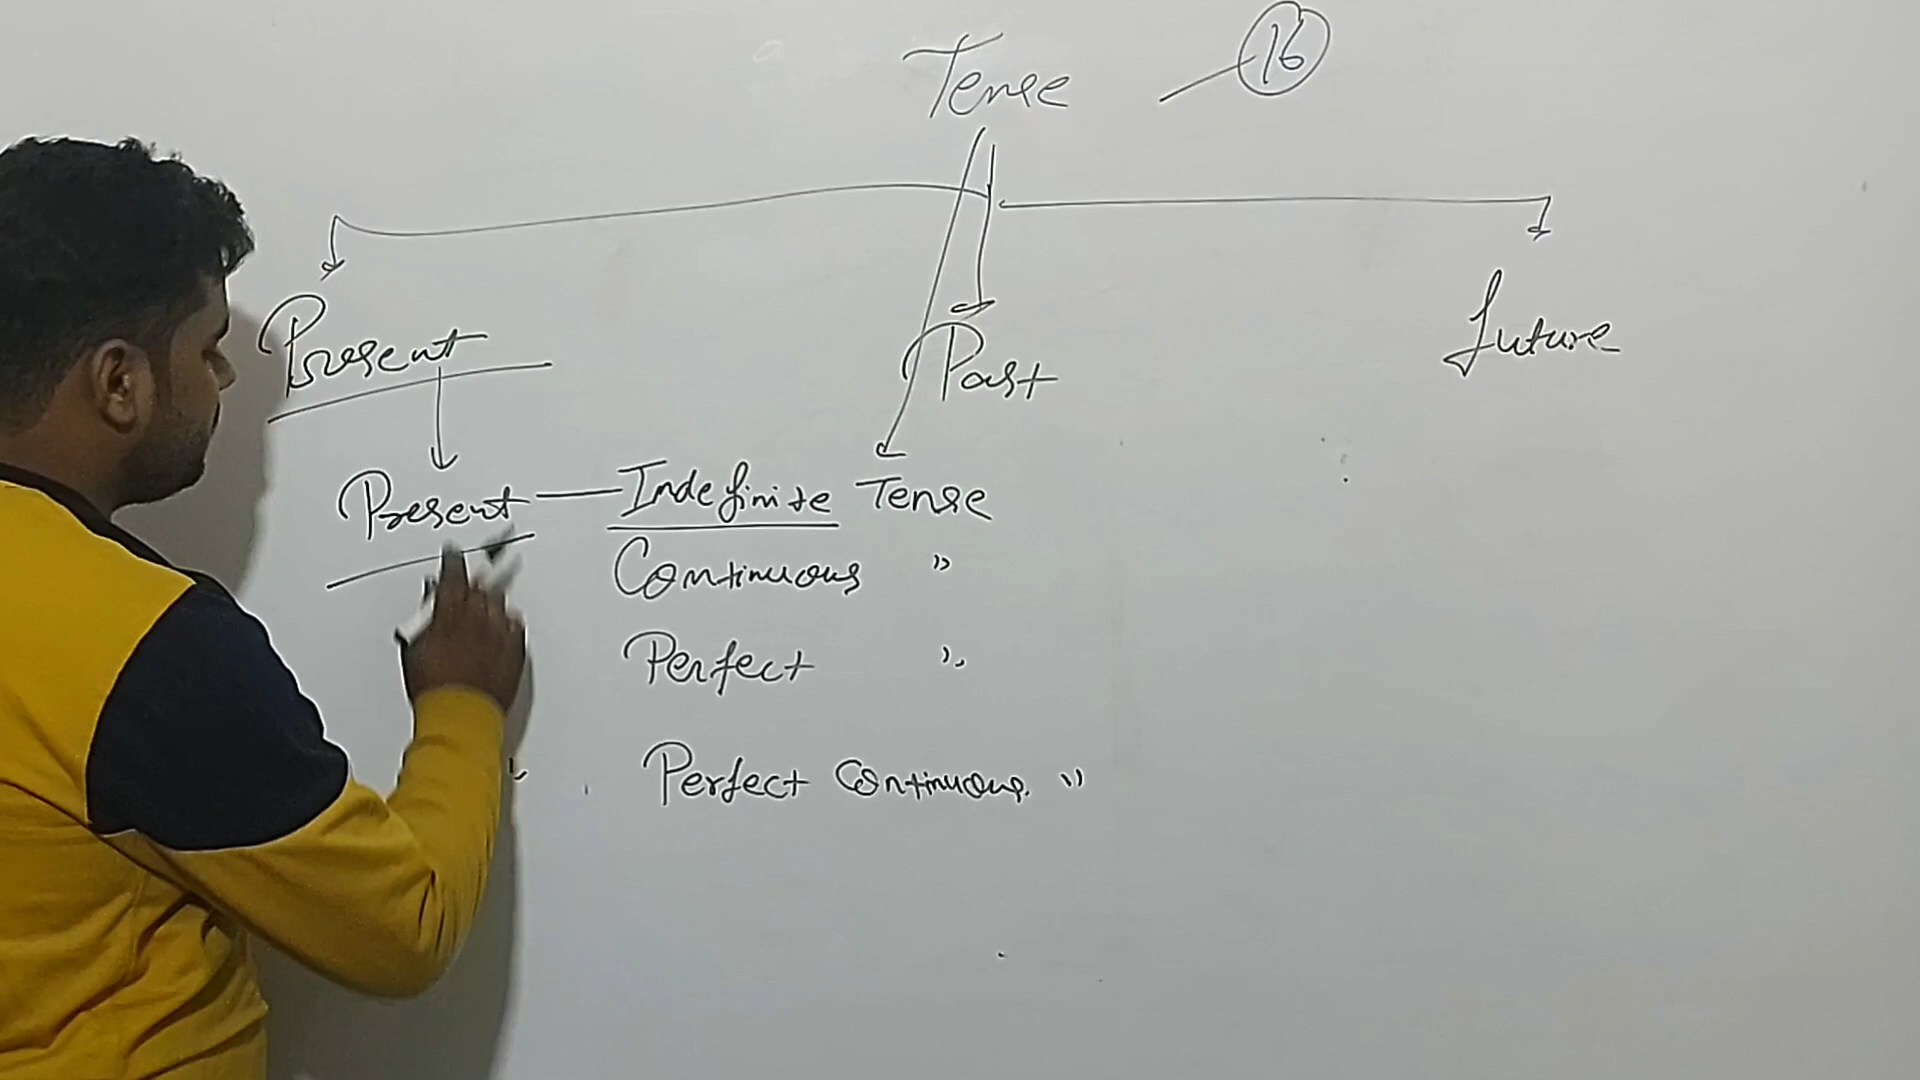 Tense 16
Present Past future
Present — Indefinite Tense
Continuous "
Perfect "
" Perfect Continuous "